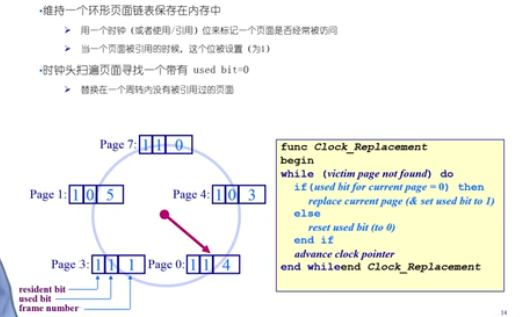 •维持一个环形页面链表保存在内存中
➤ 用一个时钟（或者使用/引用）位来标记一个页面是否经常被访问
➤ 当一个页面被引用的时候，这个位被设置（为1）
•时钟头扫遍页面寻找一个带有 used bit=0
➤ 替换在一个周转内没有被引用过的页面
Page 7: 1 1 0
Page 1: 1 0 5
Page 4: 1 0 3
Page 3: 1 1 1
Page 0: 1 1 4
resident bit
used bit
frame number
func Clock_Replacement
begin
while (victim page not found) do
if(used bit for current page = 0) then
replace current page (& set used bit to 1)
else
reset used bit (to 0)
end if
advance clock pointer
end whileend Clock_Replacement
14